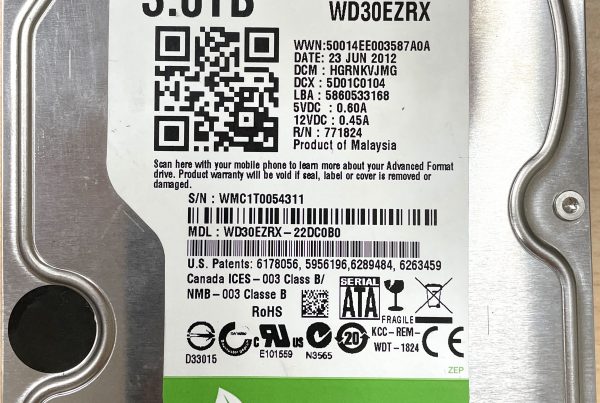 3.0TB
WD30EZRX
WWN:50014EE003587A0A
DATE: 23 JUN 2012
DCM : HGRNKVJMG
DCX : 5D01C0104
LBA : 5860533168
5VDC : 0.60A
12VDC : 0.45A
R/N : 771824
Product of Malaysia
Scan here with your mobile phone to learn more about your Advanced Format
drive. Product warranty will be void if seal, label or cover is removed or
damaged.
S/N : WMC1T0054311
MDL: WD30EZRX-22DC0B0
U.S. Patents: 6178056, 5956196,6289484, 6263459
Canada ICES-003 Class B/
NMB-003 Classe B
RoHS
SERIAL
ATA
FRAGILE
KCC-REM-
WDT-1824
CE
D33015
C US
E101559
N3565
20
ZEP